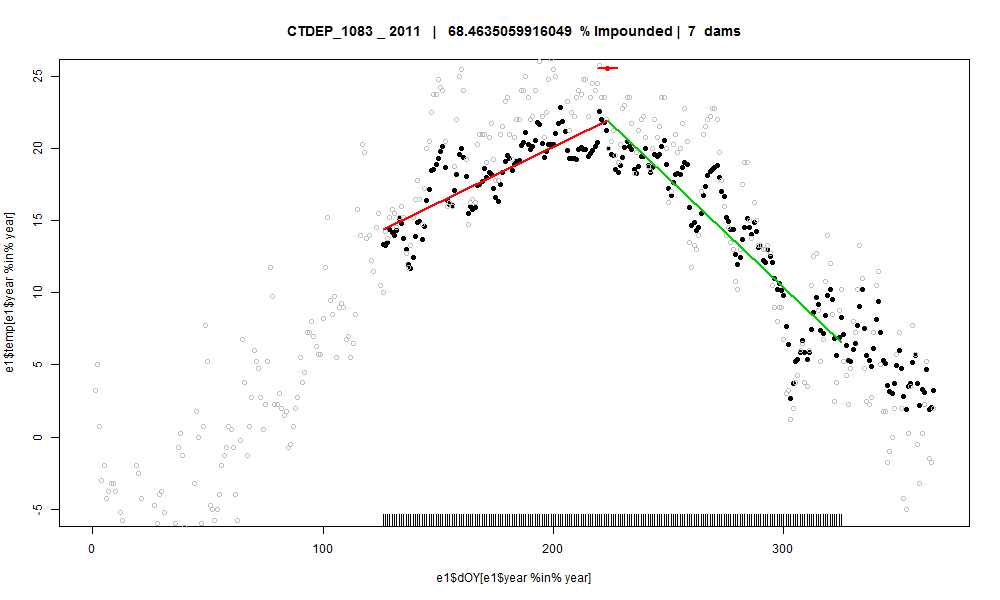 CTDEP_1083 _ 2011 | 68.4635059916049 % Impounded | 7 dams
e1$temp[e1$year %in% year]
25
20
15
10
5
0
-5
0 100 200 300
e1$dOY[e1$year %in% year]